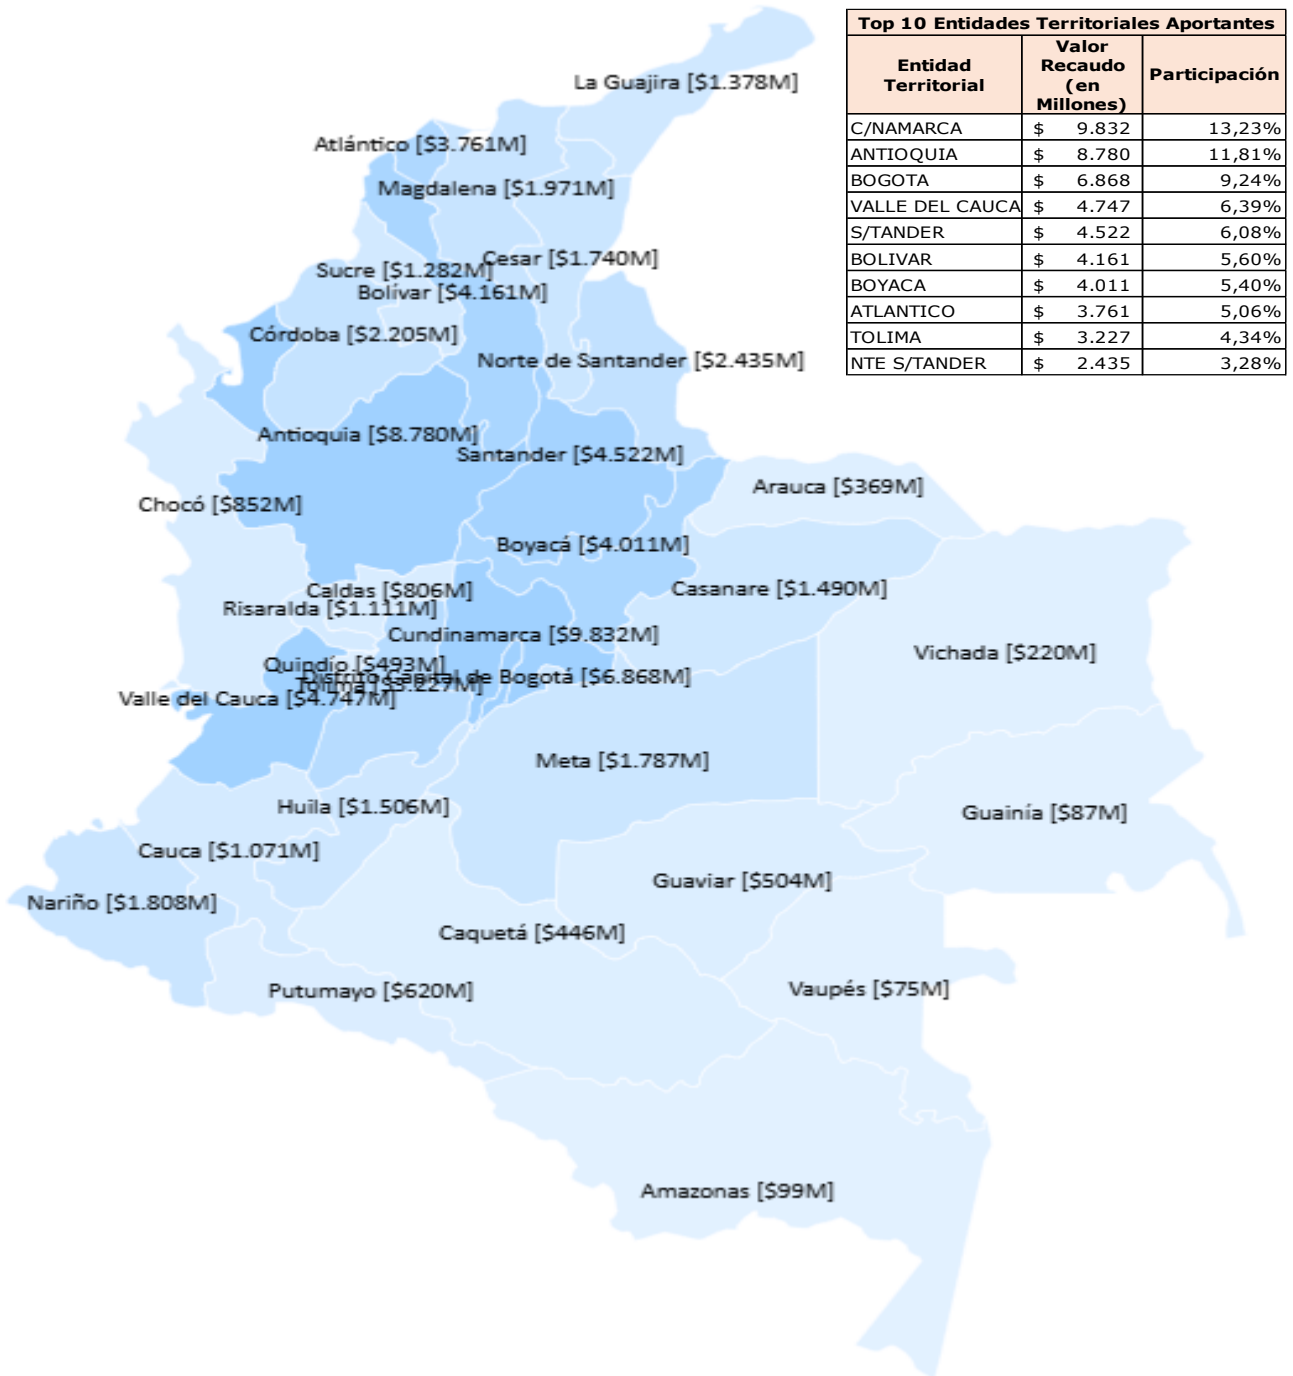 Top 10 Entidades Territoriales Aportantes
Entidad Territorial | Valor Recaudo (en Millones) | Participación
C/NAMARCA $ 9.832 13,23%
ANTIOQUIA $ 8.780 11,81%
BOGOTA $ 6.868 9,24%
VALLE DEL CAUCA $ 4.747 6,39%
S/TANDER $ 4.522 6,08%
BOLIVAR $ 4.161 5,60%
BOYACA $ 4.011 5,40%
ATLANTICO $ 3.761 5,06%
TOLIMA $ 3.227 4,34%
NTE S/TANDER $ 2.435 3,28%
La Guajira [$1.378M]
Atlántico [$3.761M]
Magdalena [$1.971M]
Cesar [$1.740M]
Sucre [$1.282M]
Bolívar [$4.161M]
Córdoba [$2.205M]
Norte de Santander [$2.435M]
Antioquia [$8.780M]
Santander [$4.522M]
Arauca [$369M]
Chocó [$852M]
Boyacá [$4.011M]
Casanare [$1.490M]
Caldas [$806M]
Risaralda [$1.111M]
Cundinamarca [$9.832M]
Vichada [$220M]
Quindío [$493M]
Distrito Capital de Bogotá [$6.868M]
Tolima [$3.227M]
Valle del Cauca [$4.747M]
Meta [$1.787M]
Huila [$1.506M]
Guainía [$87M]
Cauca [$1.071M]
Guaviar [$504M]
Nariño [$1.808M]
Caquetá [$446M]
Putumayo [$620M]
Vaupés [$75M]
Amazonas [$99M]